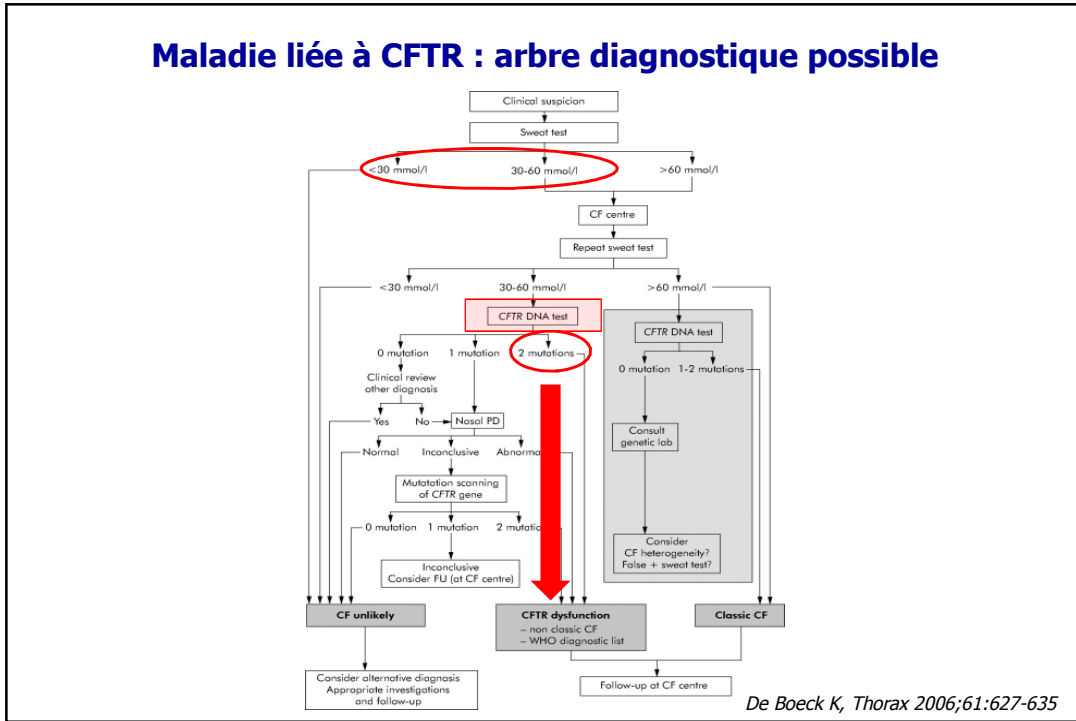 Maladie liée à CFTR : arbre diagnostique possible
Clinical suspicion
Sweat test
<30 mmol/l 30-60 mmol/l >60 mmol/l
CF centre
Repeat sweat test
<30 mmol/l 30-60 mmol/l >60 mmol/l
CFTR DNA test
CFTR DNA test
0 mutation 1 mutation 2 mutations
0 mutation 1-2 mutations
Clinical review
other diagnosis
Yes No Nasal PD
Consult
genetic lab
Normal Inconclusive Abnorma
Mutatation scanning
of CFTR gene
0 mutation 1 mutation 2 mutatio
Inconclusive
Consider FU (at CF centre)
Consider
CF heterogeneity?
False + sweat test?
CF unlikely
CFTR dysfunction
– non classic CF
– WHO diagnostic list
Classic CF
Consider alternative diagnosis
Appropriate investigations
and follow-up
Follow-up at CF centre
De Boeck K, Thorax 2006;61:627-635